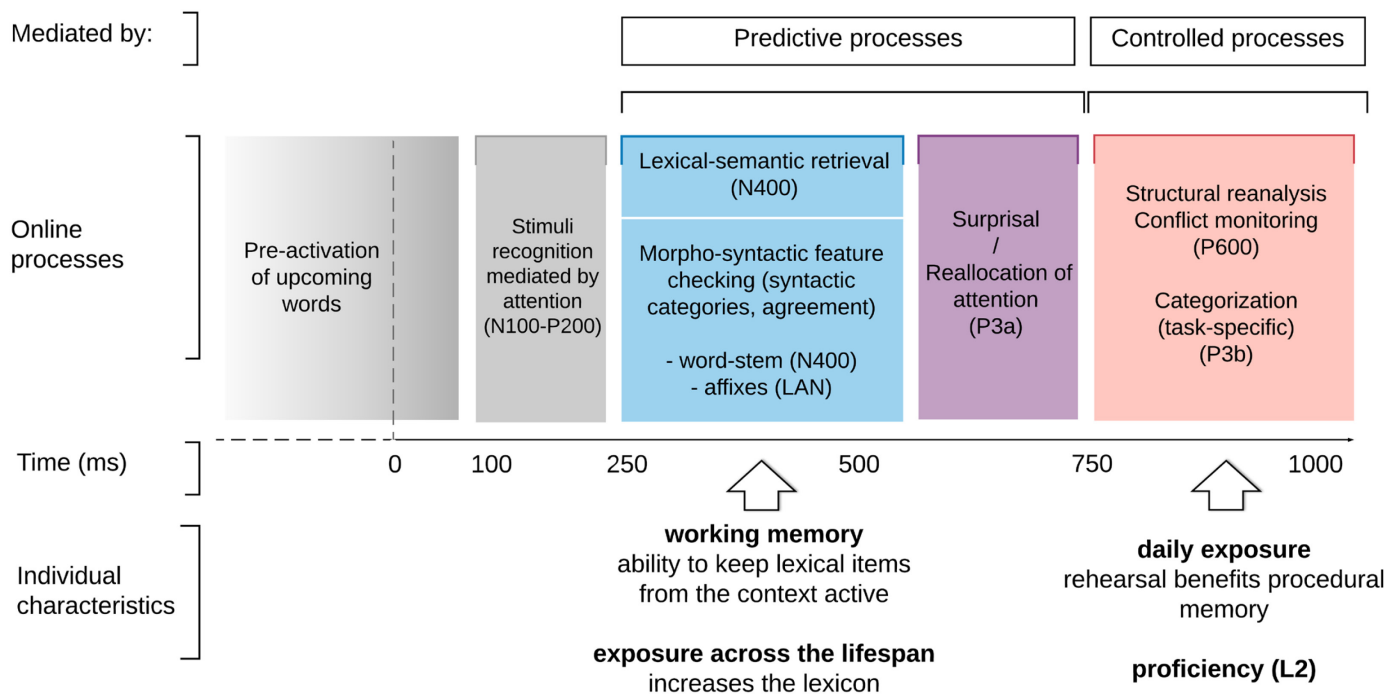 Mediated by:
Predictive processes
Controlled processes
Online
processes
Pre-activation
of upcoming
words
Stimuli
recognition
mediated by
attention
(N100-P200)
Lexical-semantic retrieval
(N400)
Morpho-syntactic feature
checking (syntactic
categories, agreement)
- word-stem (N400)
- affixes (LAN)
Surprisal
/
Reallocation of
attention
(P3a)
Structural reanalysis
Conflict monitoring
(P600)
Categorization
(task-specific)
(P3b)
Time (ms)
0 100 250 500 750 1000
Individual
characteristics
working memory
ability to keep lexical items
from the context active
exposure across the lifespan
increases the lexicon
daily exposure
rehearsal benefits procedural
memory
proficiency (L2)